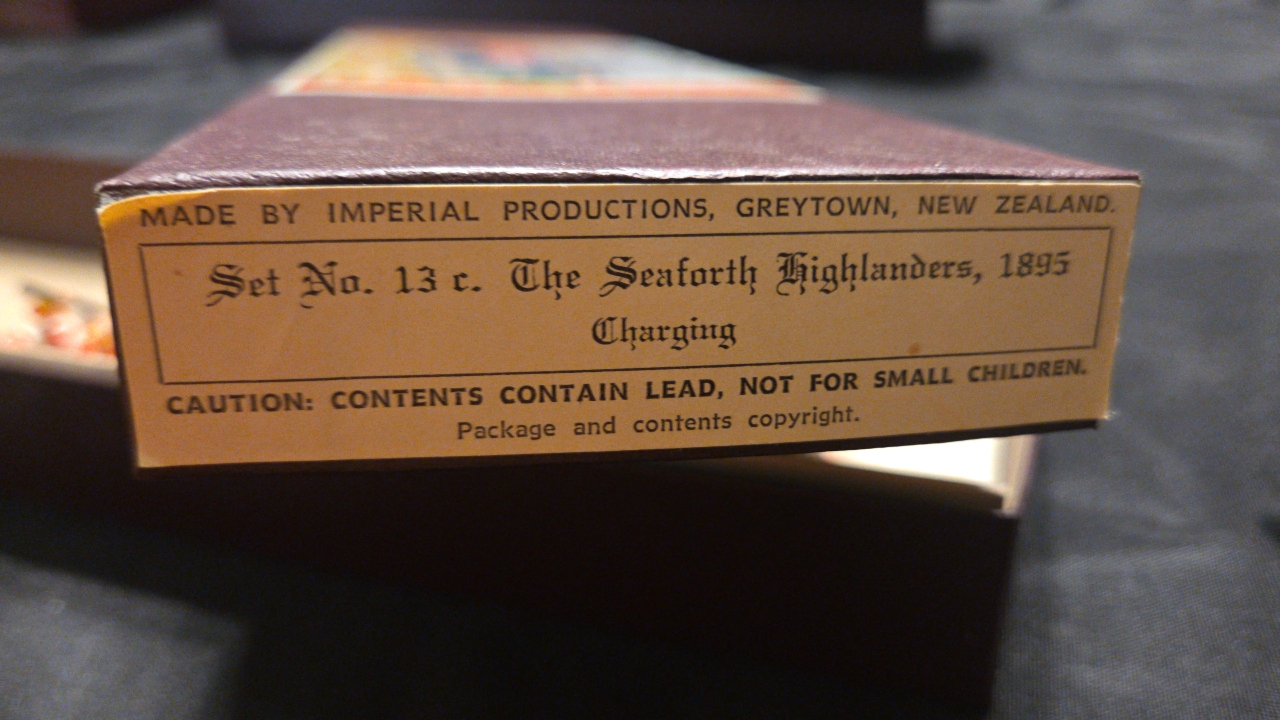 MADE BY IMPERIAL PRODUCTIONS, GREYTOWN, NEW ZEALAND.
Set No. 13 c. The Seaforth Highlanders, 1895
Charging
CAUTION: CONTENTS CONTAIN LEAD, NOT FOR SMALL CHILDREN.
Package and contents copyright.